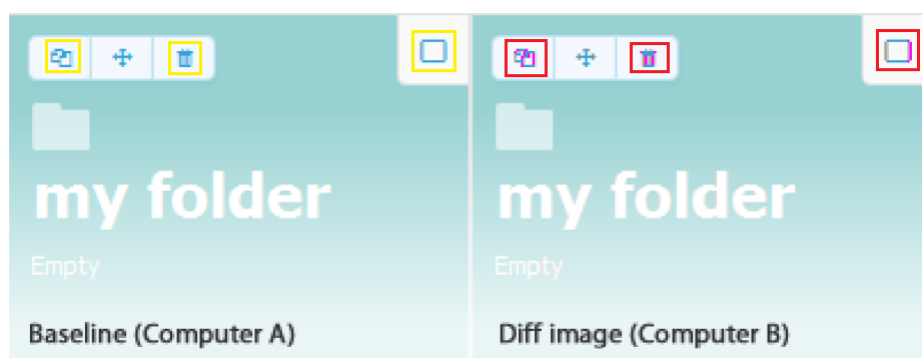 my folder
Empty
Baseline (Computer A)
my folder
Empty
Diff image (Computer B)